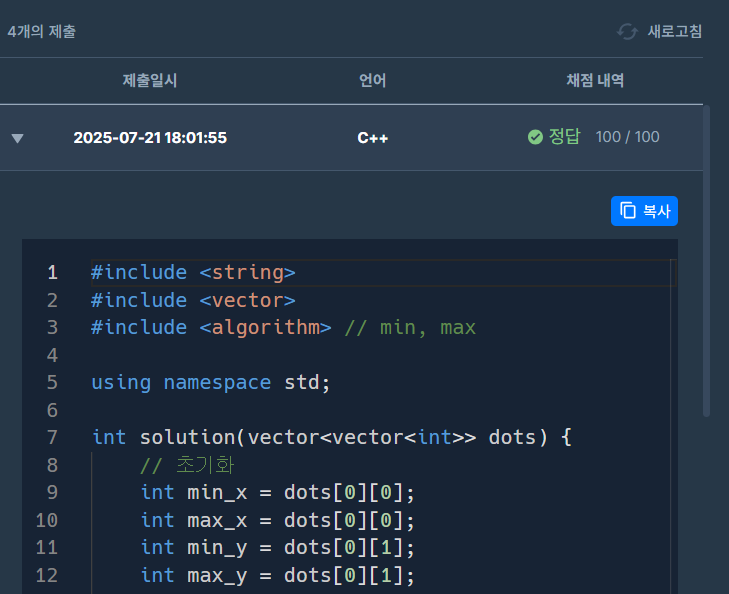 4개의 제출 새로고침
제출일시 언어 채점 내역
2025-07-21 18:01:55 C++ 정답 100 / 100
복사
1 #include <string>
2 #include <vector>
3 #include <algorithm> // min, max
4
5 using namespace std;
6
7 int solution(vector<vector<int>> dots) {
8 // 초기화
9 int min_x = dots[0][0];
10 int max_x = dots[0][0];
11 int min_y = dots[0][1];
12 int max_y = dots[0][1];